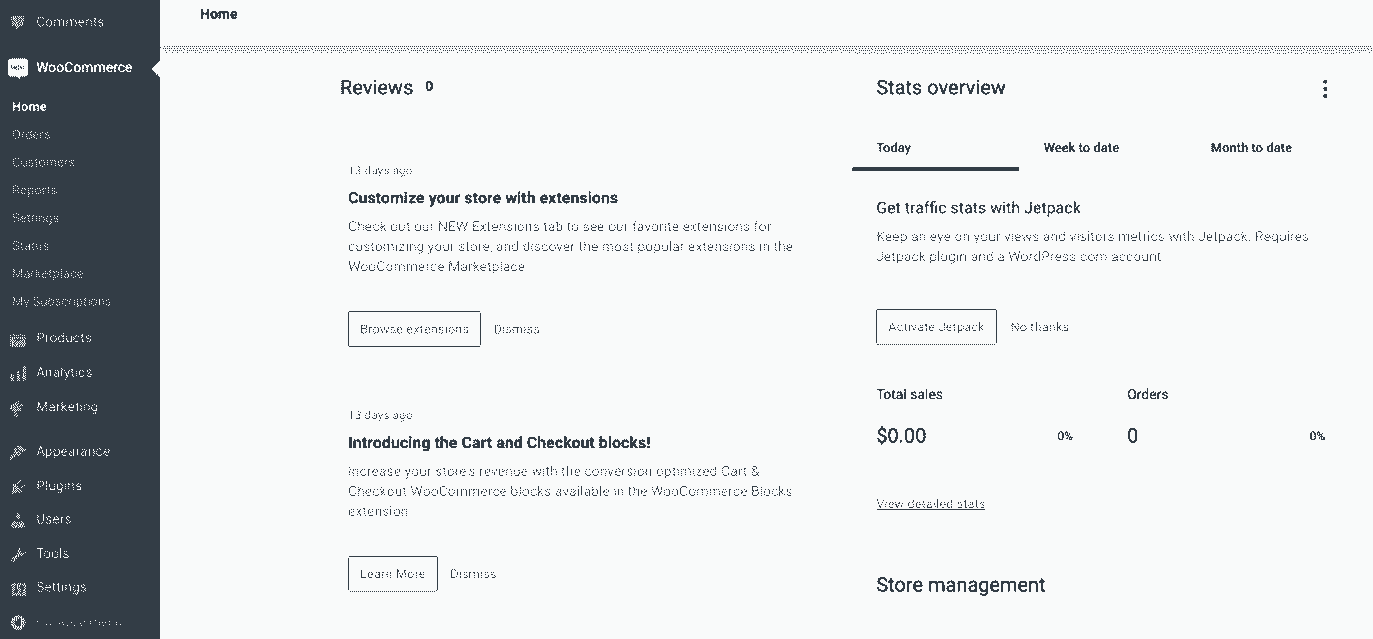 Comments
WooCommerce
Home
Orders
Customers
Reports
Settings
Status
Marketplace
My Subscriptions
Products
Analytics
Marketing
Appearance
Plugins
Users
Tools
Settings
Home
Reviews 0
13 days ago
Customize your store with extensions
Check out our NEW Extensions tab to see our favorite extensions for
customizing your store, and discover the most popular extensions in the
WooCommerce Marketplace.
Browse extensions Dismiss
13 days ago
Introducing the Cart and Checkout blocks!
Increase your store's revenue with the conversion optimized Cart &
Checkout WooCommerce blocks available in the WooCommerce Blocks
extension.
Learn More Dismiss
Stats overview
Today Week to date Month to date
Get traffic stats with Jetpack
Keep an eye on your views and visitors metrics with Jetpack. Requires
Jetpack plugin and a WordPress.com account.
Activate Jetpack No thanks
Total sales Orders
$0.00 0% 0 0%
View detailed stats
Store management